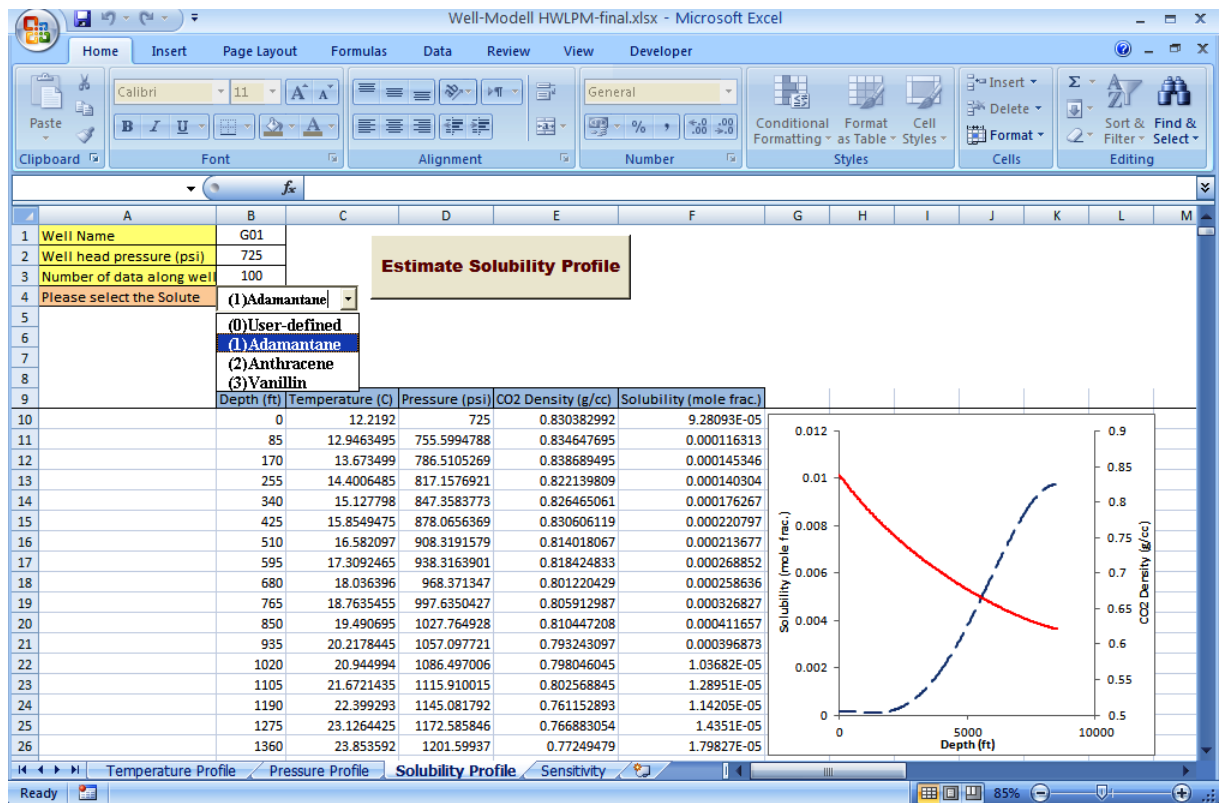 Well-Modell HWLPM-final.xlsx - Microsoft Excel
Home Insert Page Layout Formulas Data Review View Developer
Paste
Calibri 11 A A
B I U A
General
% , .0 .00 .00 .0
Conditional Formatting
Format as Table
Cell Styles
Insert
Delete
Format
Σ
Sort & Filter
Find & Select
Clipboard Font Alignment Number Styles Cells Editing
fx
A B C D E F G H I J K L M
1 Well Name G01
2 Well head pressure (psi) 725
3 Number of data along well 100
Estimate Solubility Profile
4 Please select the Solute (1)Adamantane
5 (0)User-defined
6 (1)Adamantane
7 (2)Anthracene
8 (3)Vanillin
9 Depth (ft) Temperature (C) Pressure (psi) CO2 Density (g/cc) Solubility (mole frac.)
10 0 12.2192 725 0.830382992 9.28093E-05
11 85 12.9463495 755.5994788 0.834647695 0.000116313
12 170 13.673499 786.5105269 0.838689495 0.000145346
13 255 14.4006485 817.1576921 0.822139809 0.000140304
14 340 15.127798 847.3583773 0.826465061 0.000176267
15 425 15.8549475 878.0656369 0.830606119 0.000220797
16 510 16.582097 908.3191579 0.814018067 0.000213677
17 595 17.3092465 938.3163901 0.818424833 0.000268852
18 680 18.036396 968.371347 0.801220429 0.000258636
19 765 18.7635455 997.6350427 0.805912987 0.000326827
20 850 19.490695 1027.764928 0.810447208 0.000411657
21 935 20.2178445 1057.097721 0.793243097 0.000396873
22 1020 20.944994 1086.497006 0.798046045 1.03682E-05
23 1105 21.6721435 1115.910015 0.802568845 1.28951E-05
24 1190 22.399293 1145.081792 0.761152893 1.14205E-05
25 1275 23.1264425 1172.585846 0.766883054 1.4351E-05
26 1360 23.853592 1201.59937 0.77249479 1.79827E-05
Solubility (mole frac.)
0.012
0.01
0.008
0.006
0.004
0.002
0
0.9
0.85
0.8
0.75
0.7
0.65
0.6
0.55
0.5
CO2 Density (g/cc)
0 5000 10000
Depth (ft)
Temperature Profile Pressure Profile Solubility Profile Sensitivity
Ready 85%